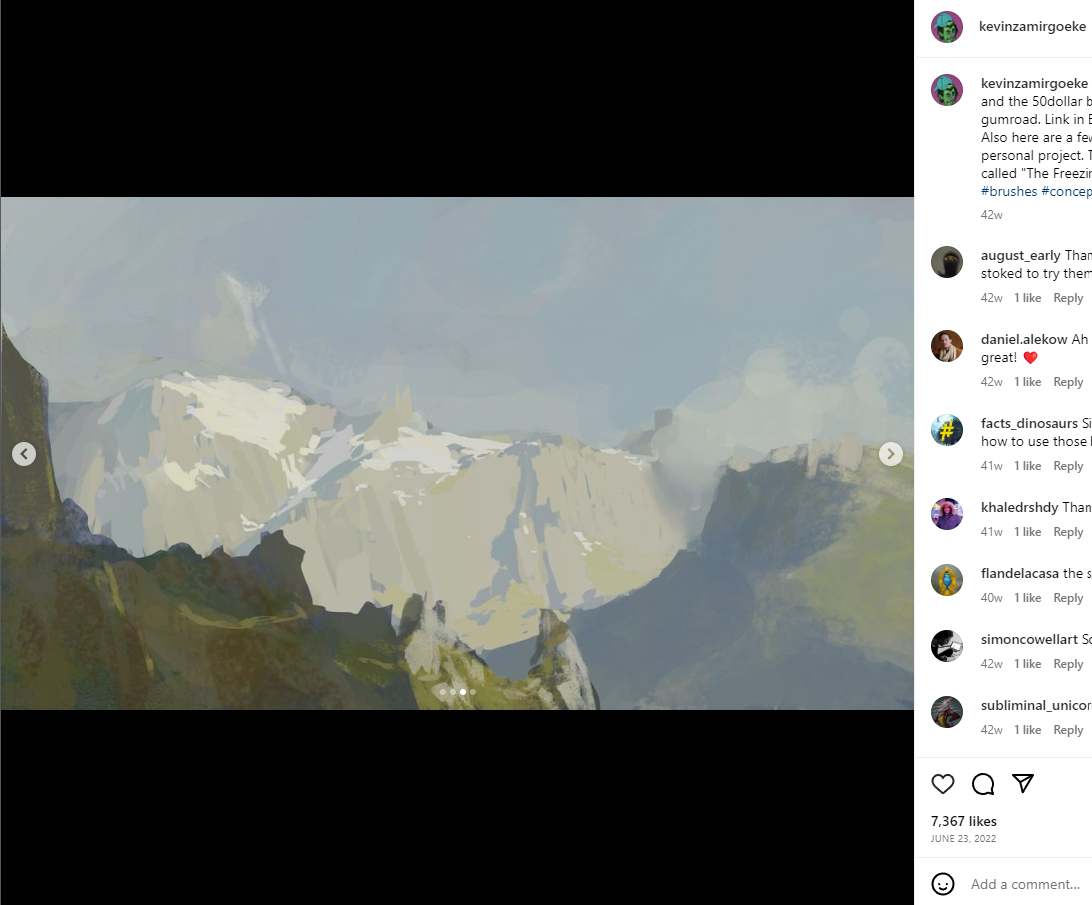 kevinzamirgoeke
kevinzamirgoeke
and the 50dollar b
gumroad. Link in
Also here are a few
personal project.
called "The Freezin
#brushes #concep
42w
august_early Than
stoked to try them
42w 1 like Reply
daniel.alekow Ah
great! ❤️
42w 1 like Reply
facts_dinosaurs Si
how to use those
41w 1 like Reply
khaledrshdy Than
41w 1 like Reply
flandelacasa the s
40w 1 like Reply
simoncowellart So
42w 1 like Reply
subliminal_unicor
42w 1 like Reply
7,367 likes
JUNE 23, 2022
Add a comment...